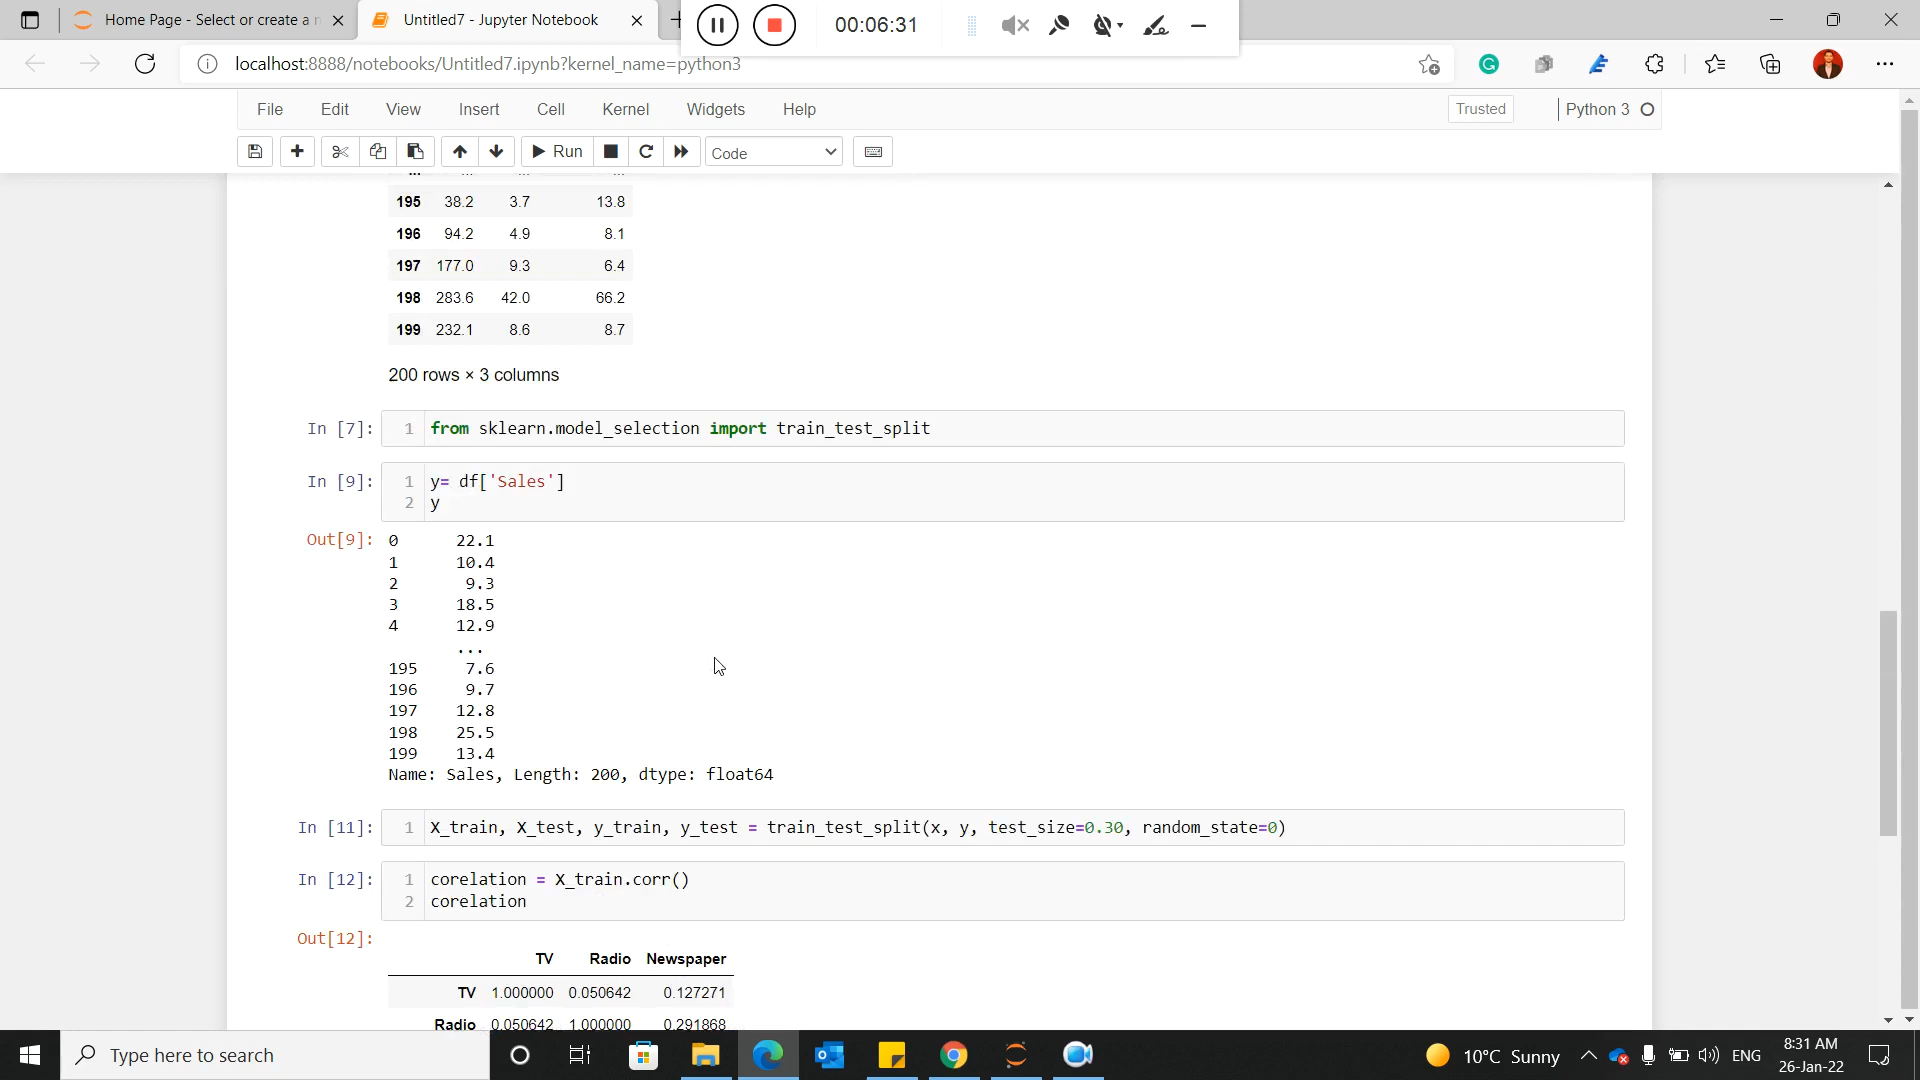 Home Page - Select or create a n
Untitled7 - Jupyter Notebook
00:06:31
localhost:8888/notebooks/Untitled7.ipynb?kernel_name=python3
File Edit View Insert Cell Kernel Widgets Help
Trusted
Python 3
Run
Code
... ... ... ...
195 38.2 3.7 13.8
196 94.2 4.9 8.1
197 177.0 9.3 6.4
198 283.6 42.0 66.2
199 232.1 8.6 8.7
200 rows × 3 columns
In [7]: 1 from sklearn.model_selection import train_test_split
In [9]: 1 y= df['Sales']
2 y
Out[9]: 0 22.1
1 10.4
2 9.3
3 18.5
4 12.9
...
195 7.6
196 9.7
197 12.8
198 25.5
199 13.4
Name: Sales, Length: 200, dtype: float64
In [11]: 1 X_train, X_test, y_train, y_test = train_test_split(x, y, test_size=0.30, random_state=0)
In [12]: 1 corelation = X_train.corr()
2 corelation
Out[12]:
TV Radio Newspaper
TV 1.000000 0.050642 0.127271
Radio 0.050642 1.000000 0.291868
Type here to search
10°C Sunny
ENG
8:31 AM
26-Jan-22